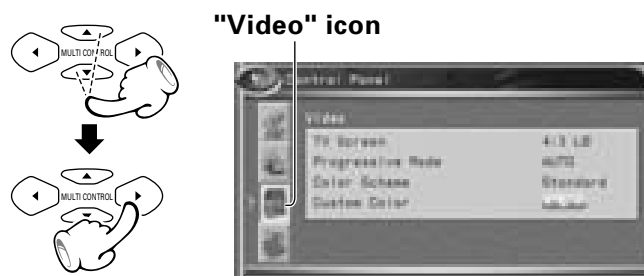 "Video" icon
MULTI CONTROL
Control Panel
Video
TV Screen 4:3 LB
Progressive Mode AUTO
Color Scheme Standard
Custom Color
MULTI CONTROL